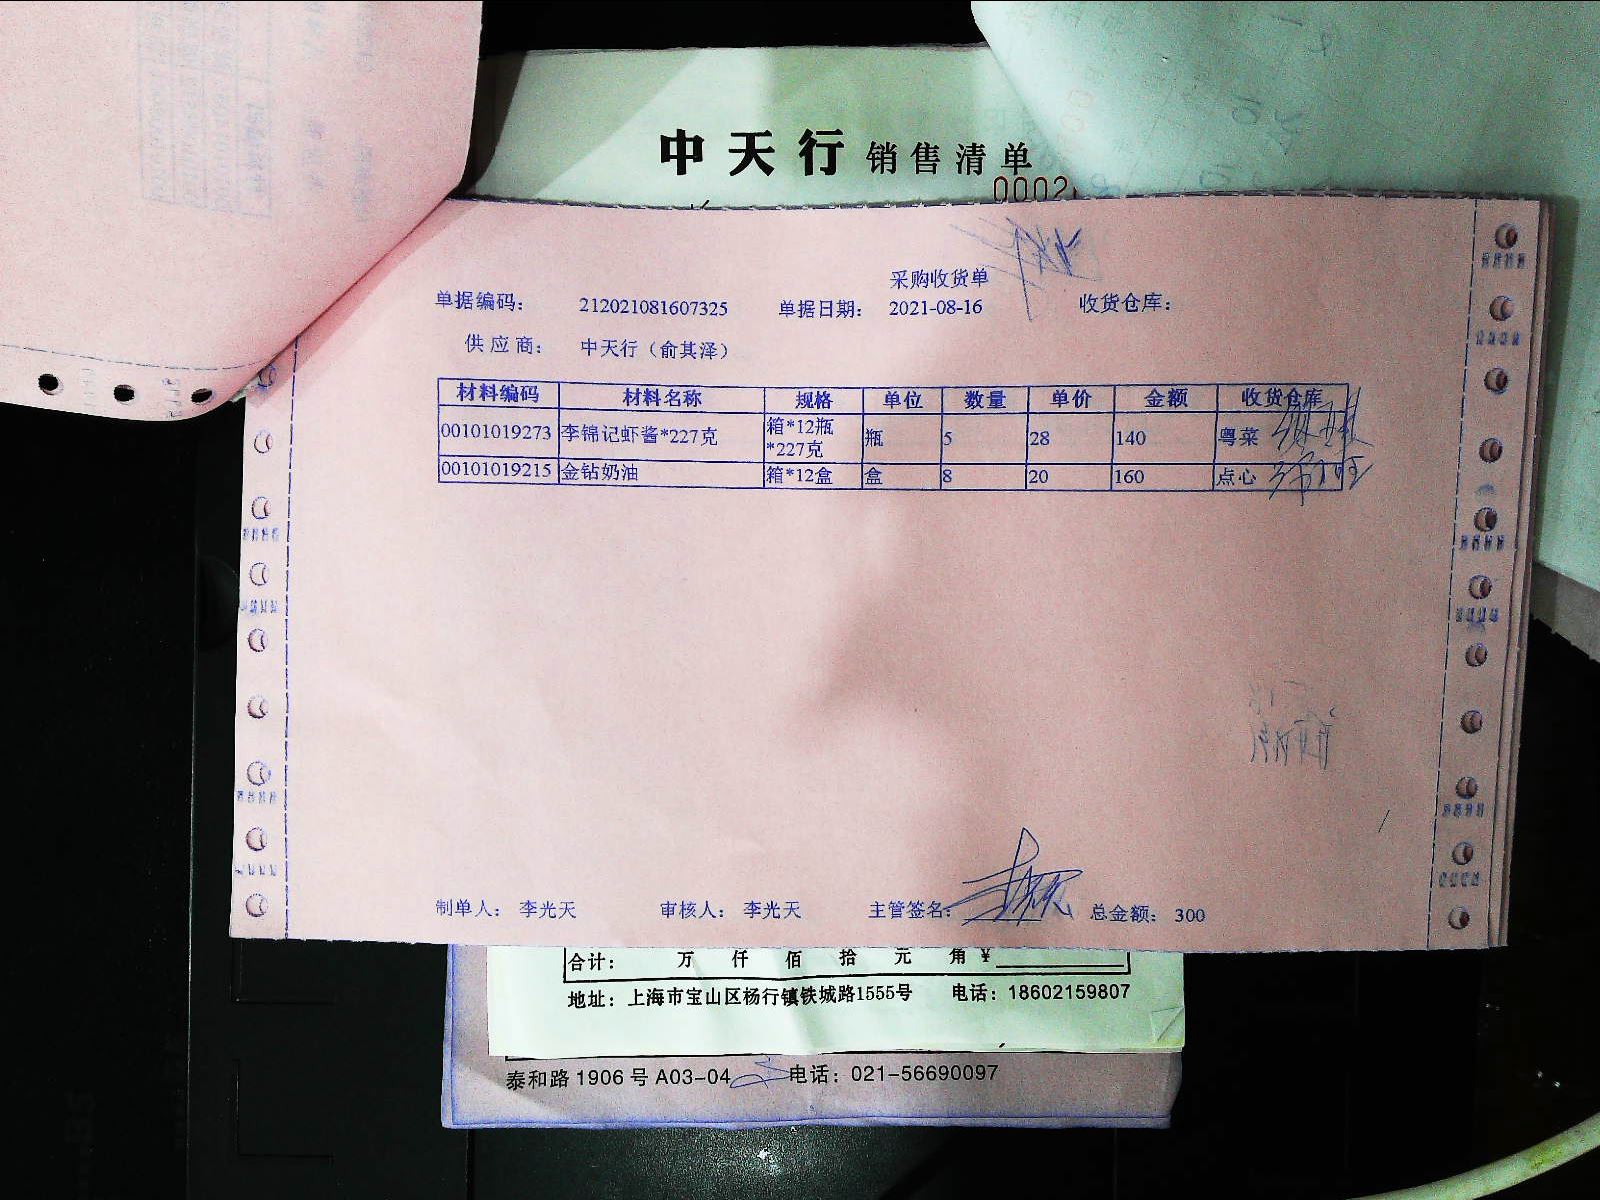 中天行 销售清单
0002
采购收货单
单据编码： 212021081607325 单据日期： 2021-08-16 收货仓库：
供应商： 中天行（俞其泽）
材料编码 材料名称 规格 单位 数量 单价 金额 收货仓库
00101019273 李锦记虾酱*227克 箱*12瓶*227克 瓶 5 28 140 粤菜
00101019215 金钻奶油 箱*12盒 盒 8 20 160 点心
制单人： 李光天 审核人： 李光天 主管签名： 总金额： 300
合计： 万 仟 佰 拾 元 角 ¥
地址：上海市宝山区杨行镇铁城路1555号 电话：18602159807
泰和路 1906 号 A03-04 电话：021-56690097